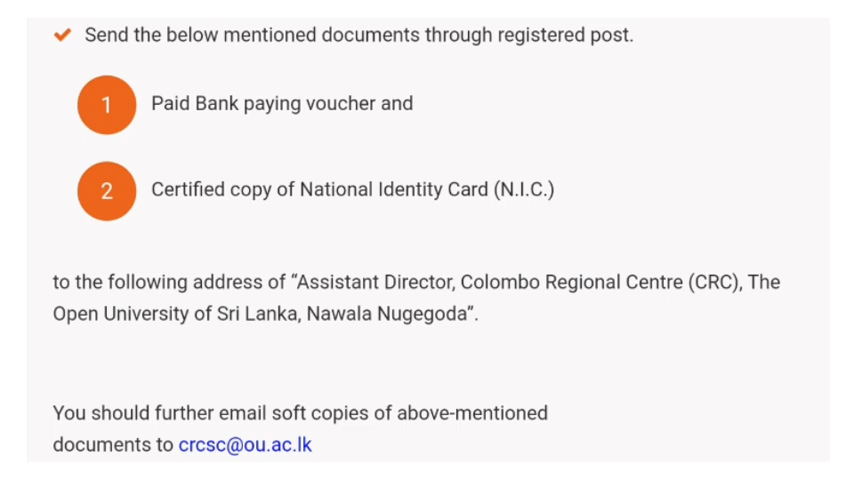 Send the below mentioned documents through registered post.
1 Paid Bank paying voucher and
2 Certified copy of National Identity Card (N.I.C.)
to the following address of “Assistant Director, Colombo Regional Centre (CRC), The
Open University of Sri Lanka, Nawala Nugegoda”.
You should further email soft copies of above-mentioned
documents to crcsc@ou.ac.lk